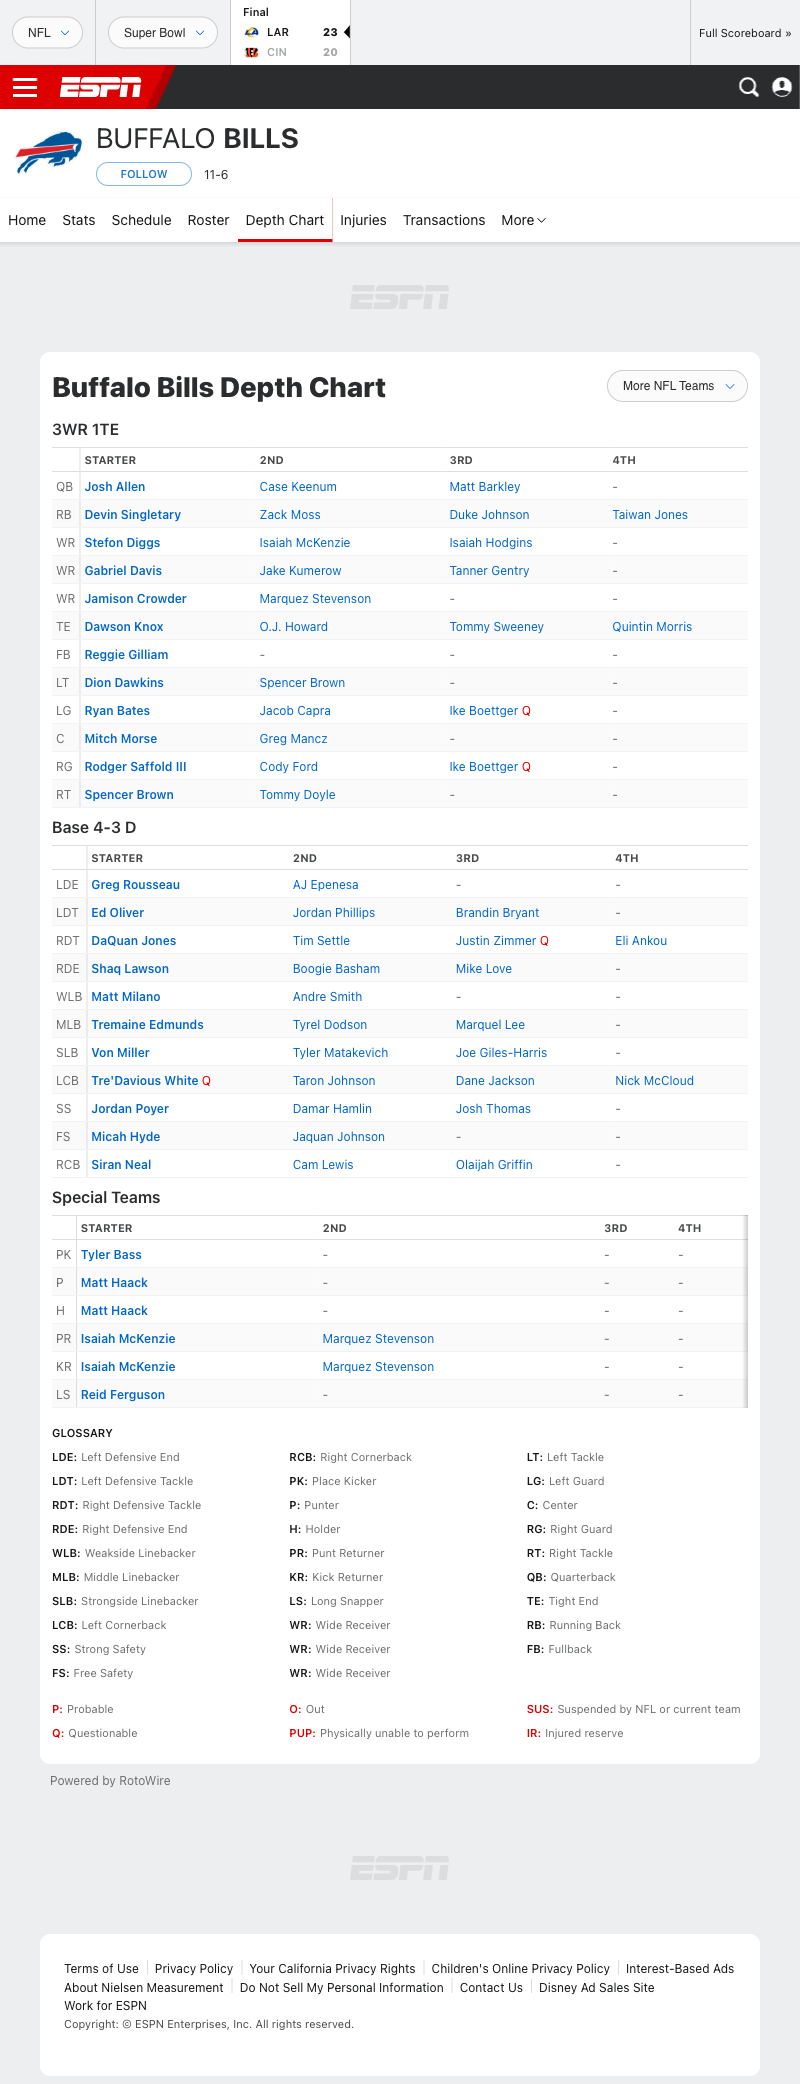 NFL Super Bowl Final
LAR 23
CIN 20
Full Scoreboard »
ESPN
BUFFALO BILLS
FOLLOW 11-6
Home Stats Schedule Roster Depth Chart Injuries Transactions More
ESPN
Buffalo Bills Depth Chart More NFL Teams
3WR 1TE
STARTER 2ND 3RD 4TH
QB Josh Allen Case Keenum Matt Barkley -
RB Devin Singletary Zack Moss Duke Johnson Taiwan Jones
WR Stefon Diggs Isaiah McKenzie Isaiah Hodgins -
WR Gabriel Davis Jake Kumerow Tanner Gentry -
WR Jamison Crowder Marquez Stevenson - -
TE Dawson Knox O.J. Howard Tommy Sweeney Quintin Morris
FB Reggie Gilliam - - -
LT Dion Dawkins Spencer Brown - -
LG Ryan Bates Jacob Capra Ike Boettger Q -
C Mitch Morse Greg Mancz - -
RG Rodger Saffold III Cody Ford Ike Boettger Q -
RT Spencer Brown Tommy Doyle - -
Base 4-3 D
STARTER 2ND 3RD 4TH
LDE Greg Rousseau AJ Epenesa - -
LDT Ed Oliver Jordan Phillips Brandin Bryant -
RDT DaQuan Jones Tim Settle Justin Zimmer Q Eli Ankou
RDE Shaq Lawson Boogie Basham Mike Love -
WLB Matt Milano Andre Smith - -
MLB Tremaine Edmunds Tyrel Dodson Marquel Lee -
SLB Von Miller Tyler Matakevich Joe Giles-Harris -
LCB Tre'Davious White Q Taron Johnson Dane Jackson Nick McCloud
SS Jordan Poyer Damar Hamlin Josh Thomas -
FS Micah Hyde Jaquan Johnson - -
RCB Siran Neal Cam Lewis Olaijah Griffin -
Special Teams
STARTER 2ND 3RD 4TH
PK Tyler Bass - - -
P Matt Haack - - -
H Matt Haack - - -
PR Isaiah McKenzie Marquez Stevenson - -
KR Isaiah McKenzie Marquez Stevenson - -
LS Reid Ferguson - - -
GLOSSARY
LDE: Left Defensive End RCB: Right Cornerback LT: Left Tackle
LDT: Left Defensive Tackle PK: Place Kicker LG: Left Guard
RDT: Right Defensive Tackle P: Punter C: Center
RDE: Right Defensive End H: Holder RG: Right Guard
WLB: Weakside Linebacker PR: Punt Returner RT: Right Tackle
MLB: Middle Linebacker KR: Kick Returner QB: Quarterback
SLB: Strongside Linebacker LS: Long Snapper TE: Tight End
LCB: Left Cornerback WR: Wide Receiver RB: Running Back
SS: Strong Safety WR: Wide Receiver FB: Fullback
FS: Free Safety WR: Wide Receiver
P: Probable O: Out SUS: Suspended by NFL or current team
Q: Questionable PUP: Physically unable to perform IR: Injured reserve
Powered by RotoWire
ESPN
Terms of Use Privacy Policy Your California Privacy Rights Children's Online Privacy Policy Interest-Based Ads
About Nielsen Measurement Do Not Sell My Personal Information Contact Us Disney Ad Sales Site
Work for ESPN
Copyright: © ESPN Enterprises, Inc. All rights reserved.